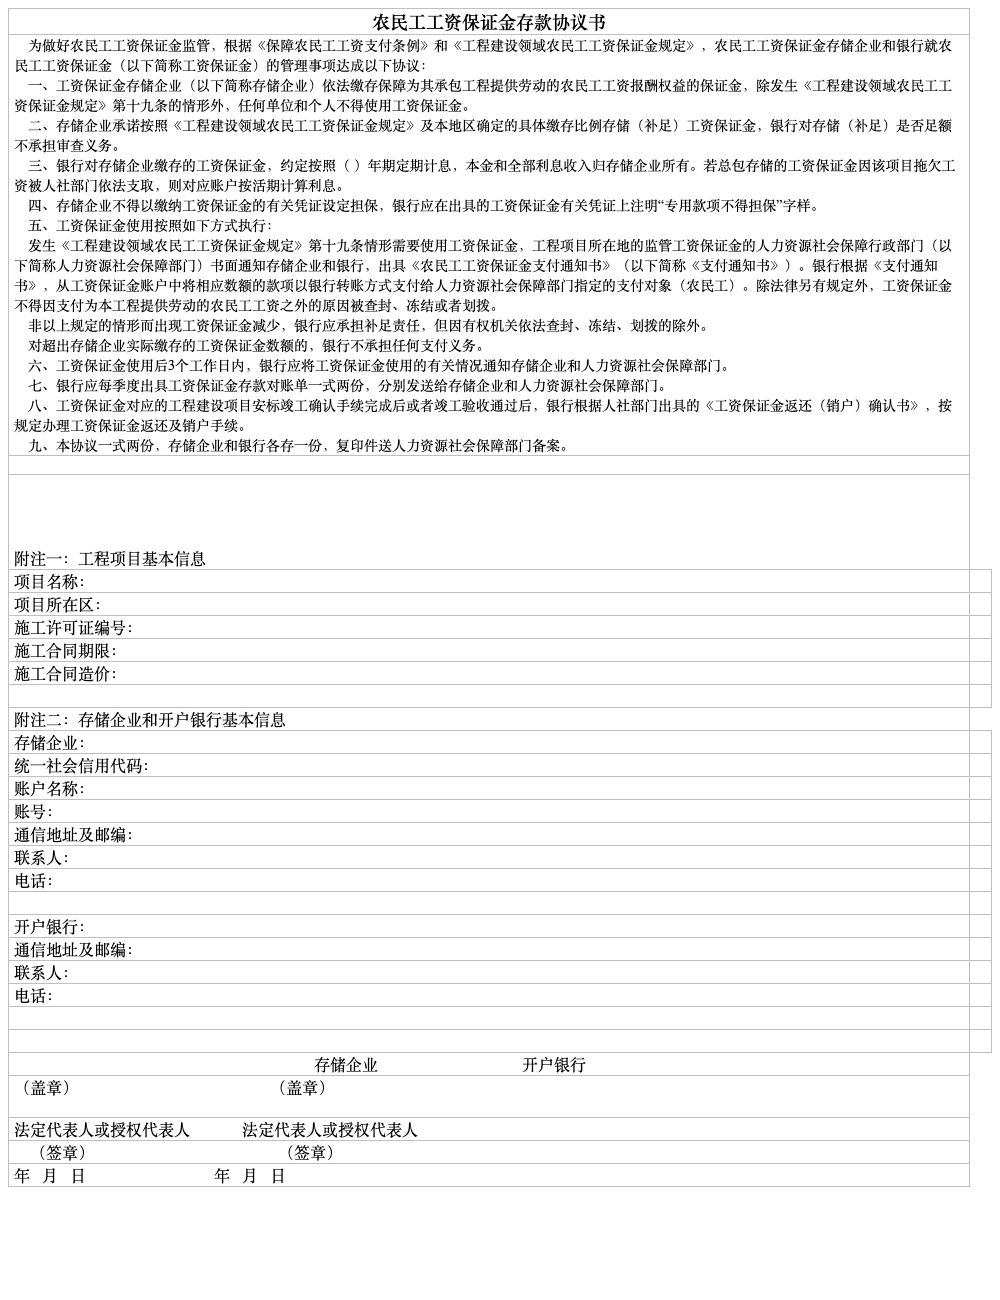 农民工工资保证金存款协议书
为做好农民工工资保证金监管，根据《保障农民工工资支付条例》和《工程建设领域农民工工资保证金规定》，农民工工资保证金存储企业和银行就农
民工工资保证金（以下简称工资保证金）的管理事项达成以下协议：
一、工资保证金存储企业（以下简称存储企业）依法缴存保障为其承包工程提供劳动的农民工工资报酬权益的保证金，除发生《工程建设领域农民工工
资保证金规定》第十九条的情形外，任何单位和个人不得使用工资保证金。
二、存储企业承诺按照《工程建设领域农民工工资保证金规定》及本地区确定的具体缴存比例存储（补足）工资保证金，银行对存储（补足）是否足额
不承担审查义务。
三、银行对存储企业缴存的工资保证金，约定按照（ ）年期定期计息，本金和全部利息收入归存储企业所有。若总包存储的工资保证金因该项目拖欠工
资被人社部门依法支取，则对应账户按活期计算利息。
四、存储企业不得以缴纳工资保证金的有关凭证设定担保，银行应在出具的工资保证金有关凭证上注明“专用款项不得担保”字样。
五、工资保证金使用按照如下方式执行：
发生《工程建设领域农民工工资保证金规定》第十九条情形需要使用工资保证金，工程项目所在地的监管工资保证金的人力资源社会保障行政部门（以
下简称人力资源社会保障部门）书面通知存储企业和银行，出具《农民工工资保证金支付通知书》（以下简称《支付通知书》）。银行根据《支付通知
书》，从工资保证金账户中将相应数额的款项以银行转账方式支付给人力资源社会保障部门指定的支付对象（农民工）。除法律另有规定外，工资保证金
不得因支付为本工程提供劳动的农民工工资之外的原因被查封、冻结或者划拨。
非以上规定的情形而出现工资保证金减少，银行应承担补足责任，但因有权机关依法查封、冻结、划拨的除外。
对超出存储企业实际缴存的工资保证金数额的，银行不承担任何支付义务。
六、工资保证金使用后3个工作日内，银行应将工资保证金使用的有关情况通知存储企业和人力资源社会保障部门。
七、银行应每季度出具工资保证金存款对账单一式两份，分别发送给存储企业和人力资源社会保障部门。
八、工资保证金对应的工程建设项目安标竣工确认手续完成后或者竣工验收通过后，银行根据人社部门出具的《工资保证金返还（销户）确认书》，按
规定办理工资保证金返还及销户手续。
九、本协议一式两份，存储企业和银行各存一份，复印件送人力资源社会保障部门备案。
附注一：工程项目基本信息
项目名称：
项目所在区：
施工许可证编号：
施工合同期限：
施工合同造价：
附注二：存储企业和开户银行基本信息
存储企业：
统一社会信用代码：
账户名称：
账号：
通信地址及邮编：
联系人：
电话：
开户银行：
通信地址及邮编：
联系人：
电话：
存储企业 开户银行
（盖章） （盖章）
法定代表人或授权代表人 法定代表人或授权代表人
（签章） （签章）
年 月 日 年 月 日